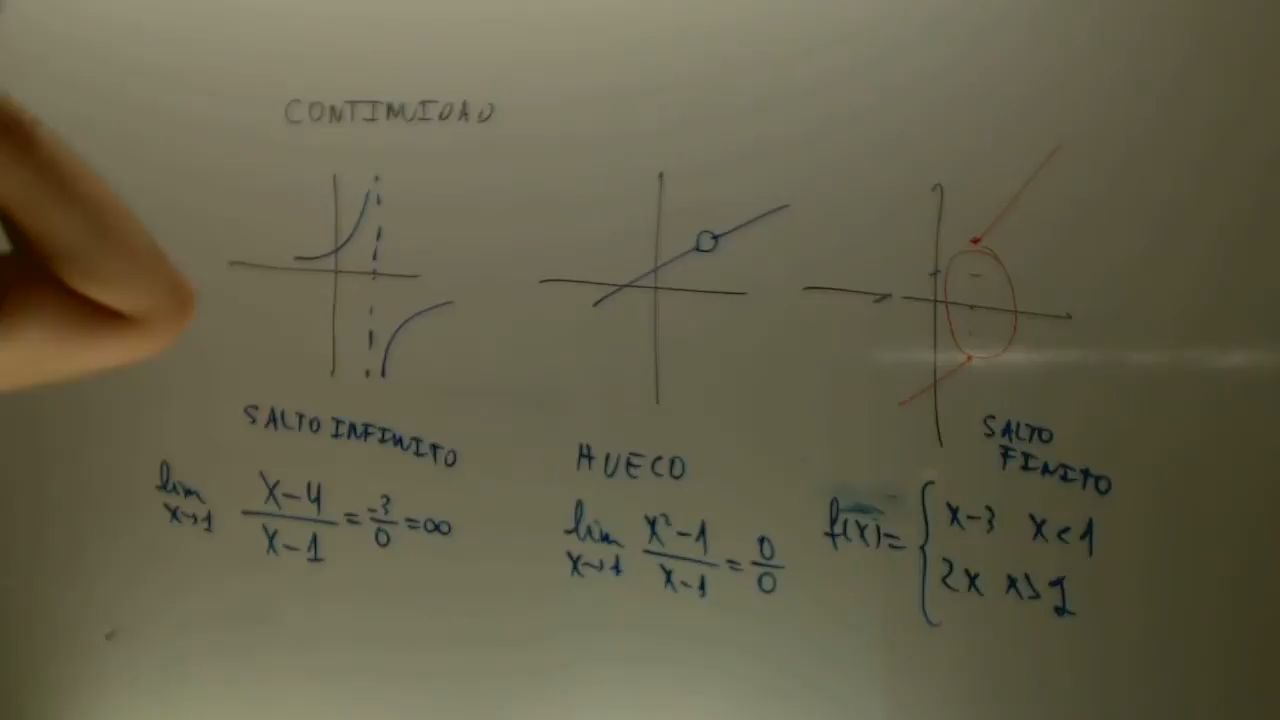 CONTINUIDAD
SALTO INFINITO
lim x→1 x-4 / x-1 = -3/0 = ∞
HUECO
lim x→1 x²-1 / x-1 = 0/0
SALTO
FINITO
f(x) = { x-3 x<1
2x x>1